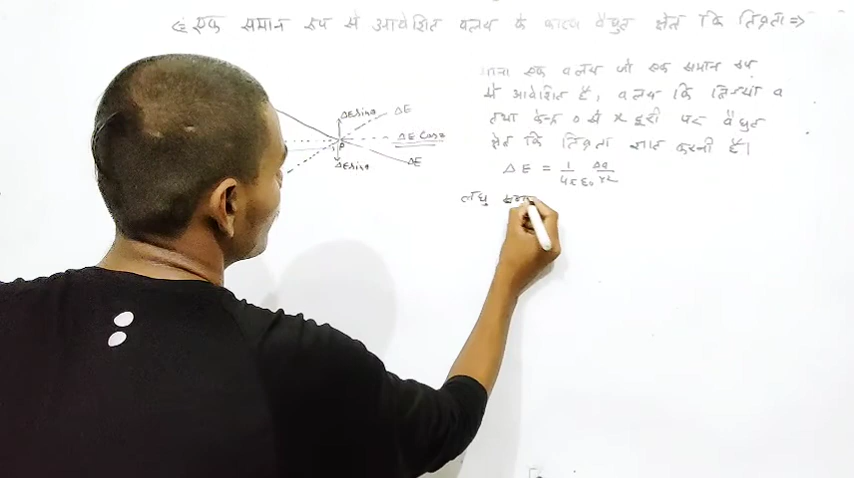 एक समान रूप से आवेशित वलय के कारण वैद्युत क्षेत्र कि तिव्रता =>
ΔE sinθ
ΔE
ΔE cosθ
P
ΔE sinθ
ΔE
माना एक वलय जो एक समान रूप
से आवेशित है, वलय कि त्रिज्या a
तथा केन्द्र o से x दूरी पर वैद्युत
क्षेत्र कि तिव्रता ज्ञात करनी है।
ΔE = 1/4πε₀ Δq/r²
लघु